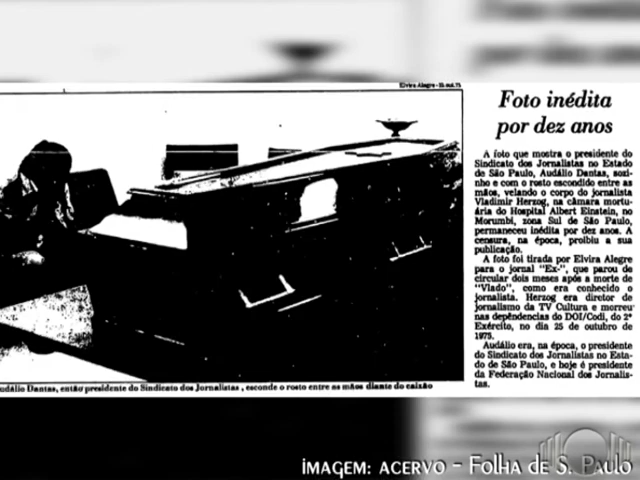 Elvira Alegre - 25.out.75
Foto inédita
por dez anos
A foto que mostra o presidente do
Sindicato dos Jornalistas no Estado
de São Paulo, Audálio Dantas, sozi-
nho e com o rosto escondido entre as
mãos, velando o corpo do jornalista
Vladimir Herzog, na câmara mortu-
ária do Hospital Albert Einstein, no
Morumbi, zona Sul de São Paulo,
permaneceu inédita por dez anos. A
censura, na época, proibiu a sua
publicação.
A foto foi tirada por Elvira Alegre
para o jornal "Ex-", que parou de
circular dois meses após a morte de
"Vlado", como era conhecido o
jornalista. Herzog era diretor de
jornalismo da TV Cultura e morreu
nas dependências do DOI/Codi, do 2º
Exército, no dia 25 de outubro de
1975.
Audálio era, na época, o presidente
do Sindicato dos Jornalistas no Esta-
do de São Paulo, e hoje é presidente
da Federação Nacional dos Jornalis-
tas.
událio Dantas, então presidente do Sindicato dos Jornalistas, esconde o rosto entre as mãos diante do caixão
IMAGEM: ACERVO - Folha de S. Paulo